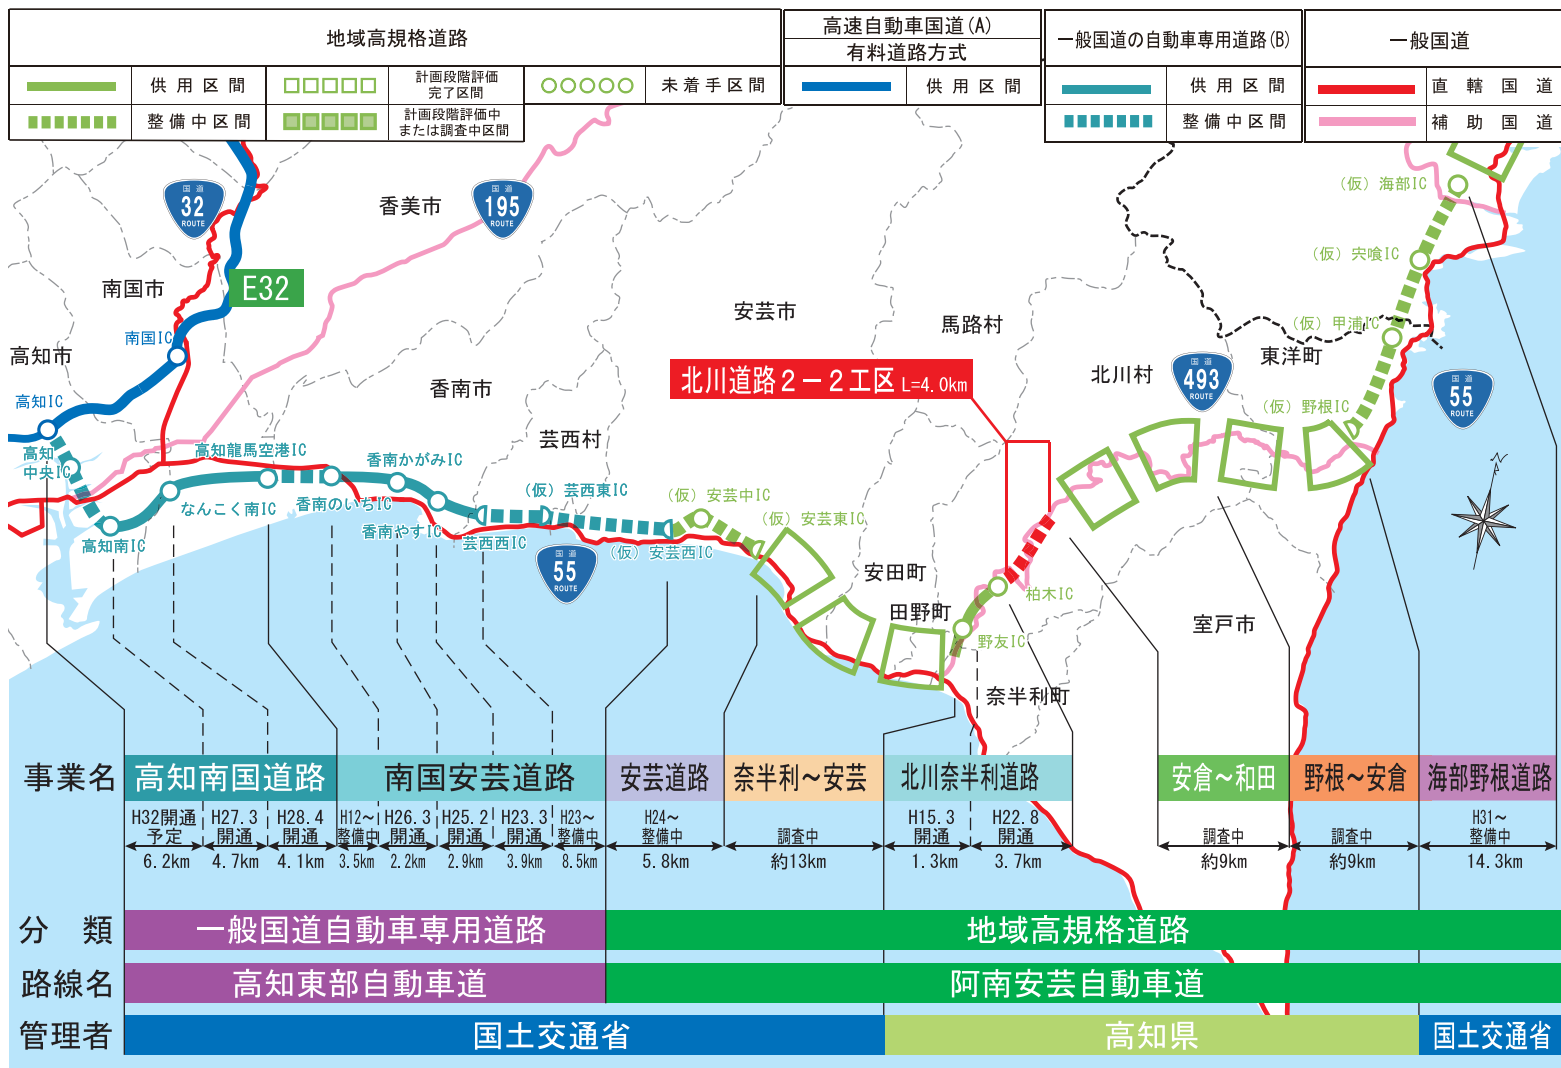 地域高規格道路
供用区間
整備中区間
計画段階評価
完了区間
計画段階評価中
または調査中区間
未着手区間
高速自動車国道(A)
有料道路方式
供用区間
一般国道の自動車専用道路(B)
供用区間
整備中区間
一般国道
直轄国道
補助国道
国道
32
ROUTE
香美市
国道
195
ROUTE
(仮)海部IC
(仮)宍喰IC
南国市
E32
安芸市
馬路村
(仮)甲浦IC
南国IC
高知市
東洋町
北川道路2-2工区 L=4.0km
北川村
国道
493
ROUTE
国道
55
ROUTE
香南市
高知IC
(仮)野根IC
芸西村
高知
中央IC
高知龍馬空港IC
香南かがみIC
(仮)芸西東IC
(仮)安芸中IC
なんこく南IC
香南のいちIC
(仮)安芸東IC
香南やすIC
高知南IC
芸西西IC
(仮)安芸西IC
国道
55
ROUTE
安田町
田野町
柏木IC
野友IC
室戸市
奈半利町
事業名
高知南国道路
南国安芸道路
安芸道路
奈半利～安芸
北川奈半利道路
安倉～和田
野根～安倉
海部野根道路
H32開通
予定
6.2km
H27.3
開通
4.7km
H28.4
開通
4.1km
H12～
整備中
3.5km
H26.3
開通
2.2km
H25.2
開通
2.9km
H23.3
開通
3.9km
H23～
整備中
8.5km
H24～
整備中
5.8km
調査中
約13km
H15.3
開通
1.3km
H22.8
開通
3.7km
調査中
約9km
調査中
約9km
H31～
整備中
14.3km
分類
一般国道自動車専用道路
地域高規格道路
路線名
高知東部自動車道
阿南安芸自動車道
管理者
国土交通省
高知県
国土交通省